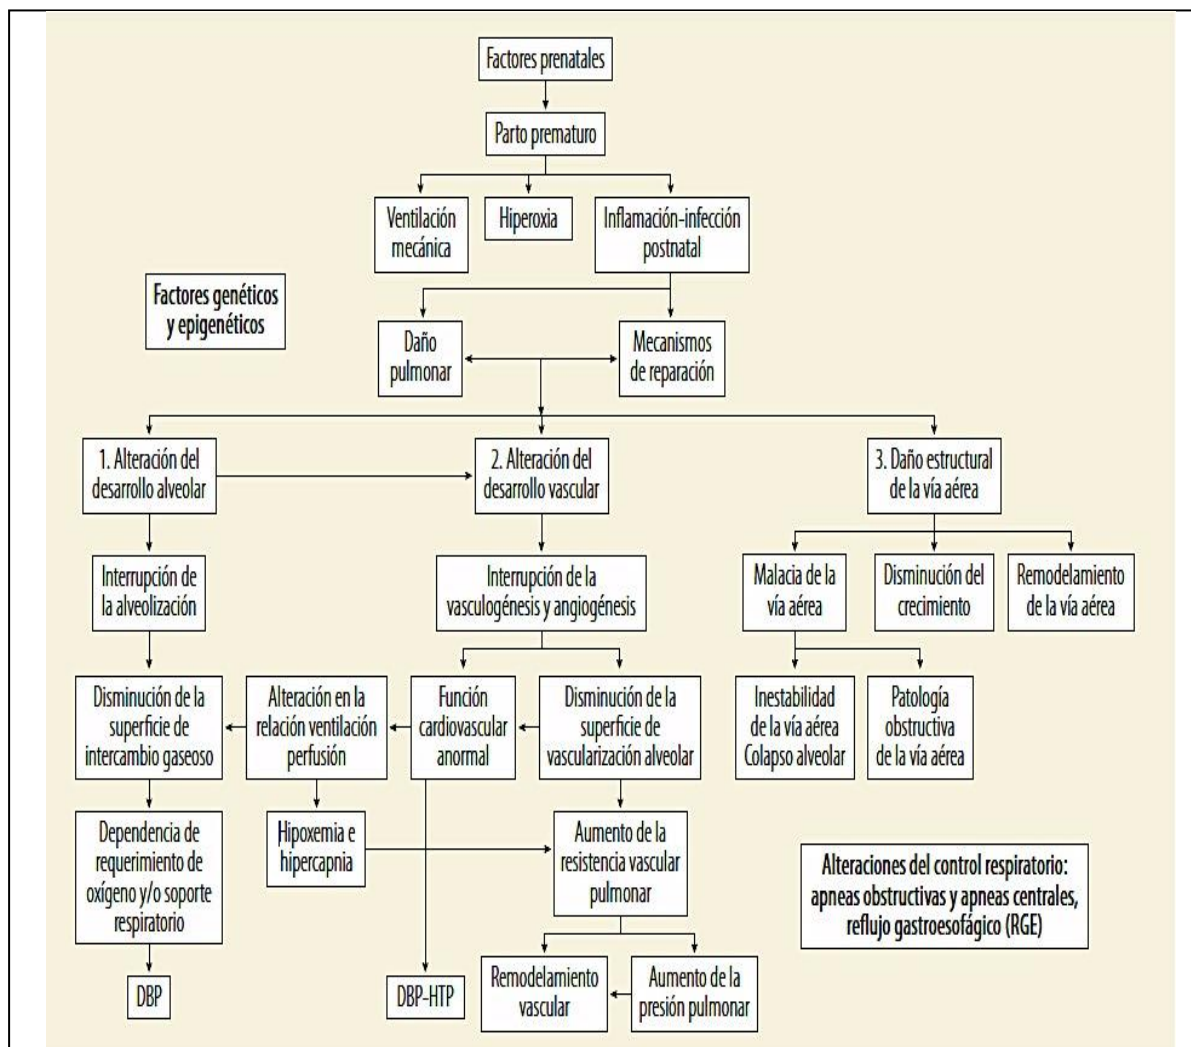 Factores prenatales
Parto prematuro
Ventilación
mecánica
Hiperoxia
Inflamación-infección
postnatal
Factores genéticos
y epigenéticos
Daño
pulmonar
Mecanismos
de reparación
1. Alteración del
desarrollo alveolar
2. Alteración del
desarrollo vascular
3. Daño estructural
de la vía aérea
Interrupción de
la alveolización
Interrupción de la
vasculogénesis y angiogénesis
Malacia de la
vía aérea
Disminución del
crecimiento
Remodelamiento
de la vía aérea
Disminución de la
superficie de
intercambio gaseoso
Alteración en la
relación ventilación
perfusión
Función
cardiovascular
anormal
Disminución de la
superficie de
vascularización alveolar
Inestabilidad
de la vía aérea
Colapso alveolar
Patología
obstructiva
de la vía aérea
Dependencia de
requerimiento de
oxígeno y/o soporte
respiratorio
Hipoxemia e
hipercapnia
Aumento de la
resistencia vascular
pulmonar
Alteraciones del control respiratorio:
apneas obstructivas y apneas centrales,
reflujo gastroesofágico (RGE)
DBP
DBP-HTP
Remodelamiento
vascular
Aumento de la
presión pulmonar